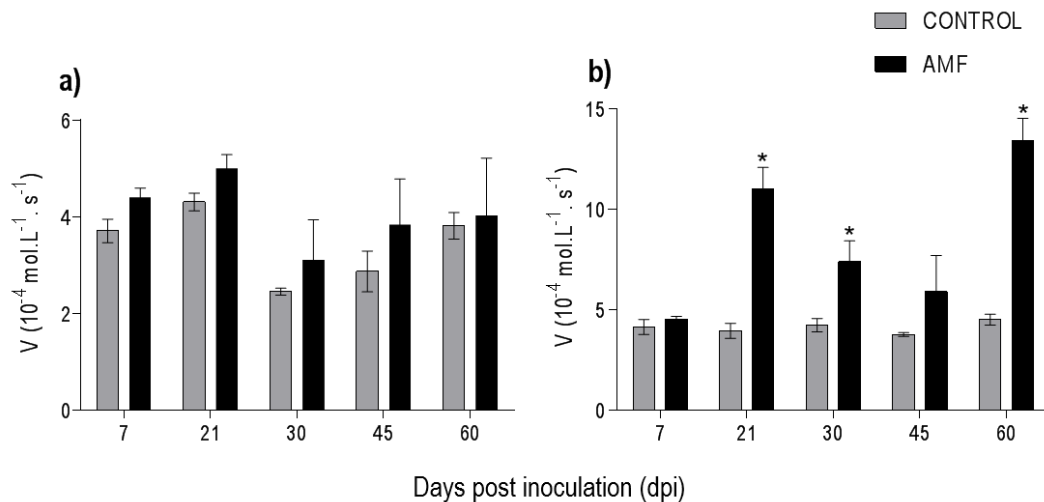 CONTROL
AMF
a)
6
4
2
0
V (10⁻⁴ mol.L⁻¹. s⁻¹)
7 21 30 45 60
b)
15
10
5
0
V (10⁻⁴ mol.L⁻¹. s⁻¹)
* * *
7 21 30 45 60
Days post inoculation (dpi)